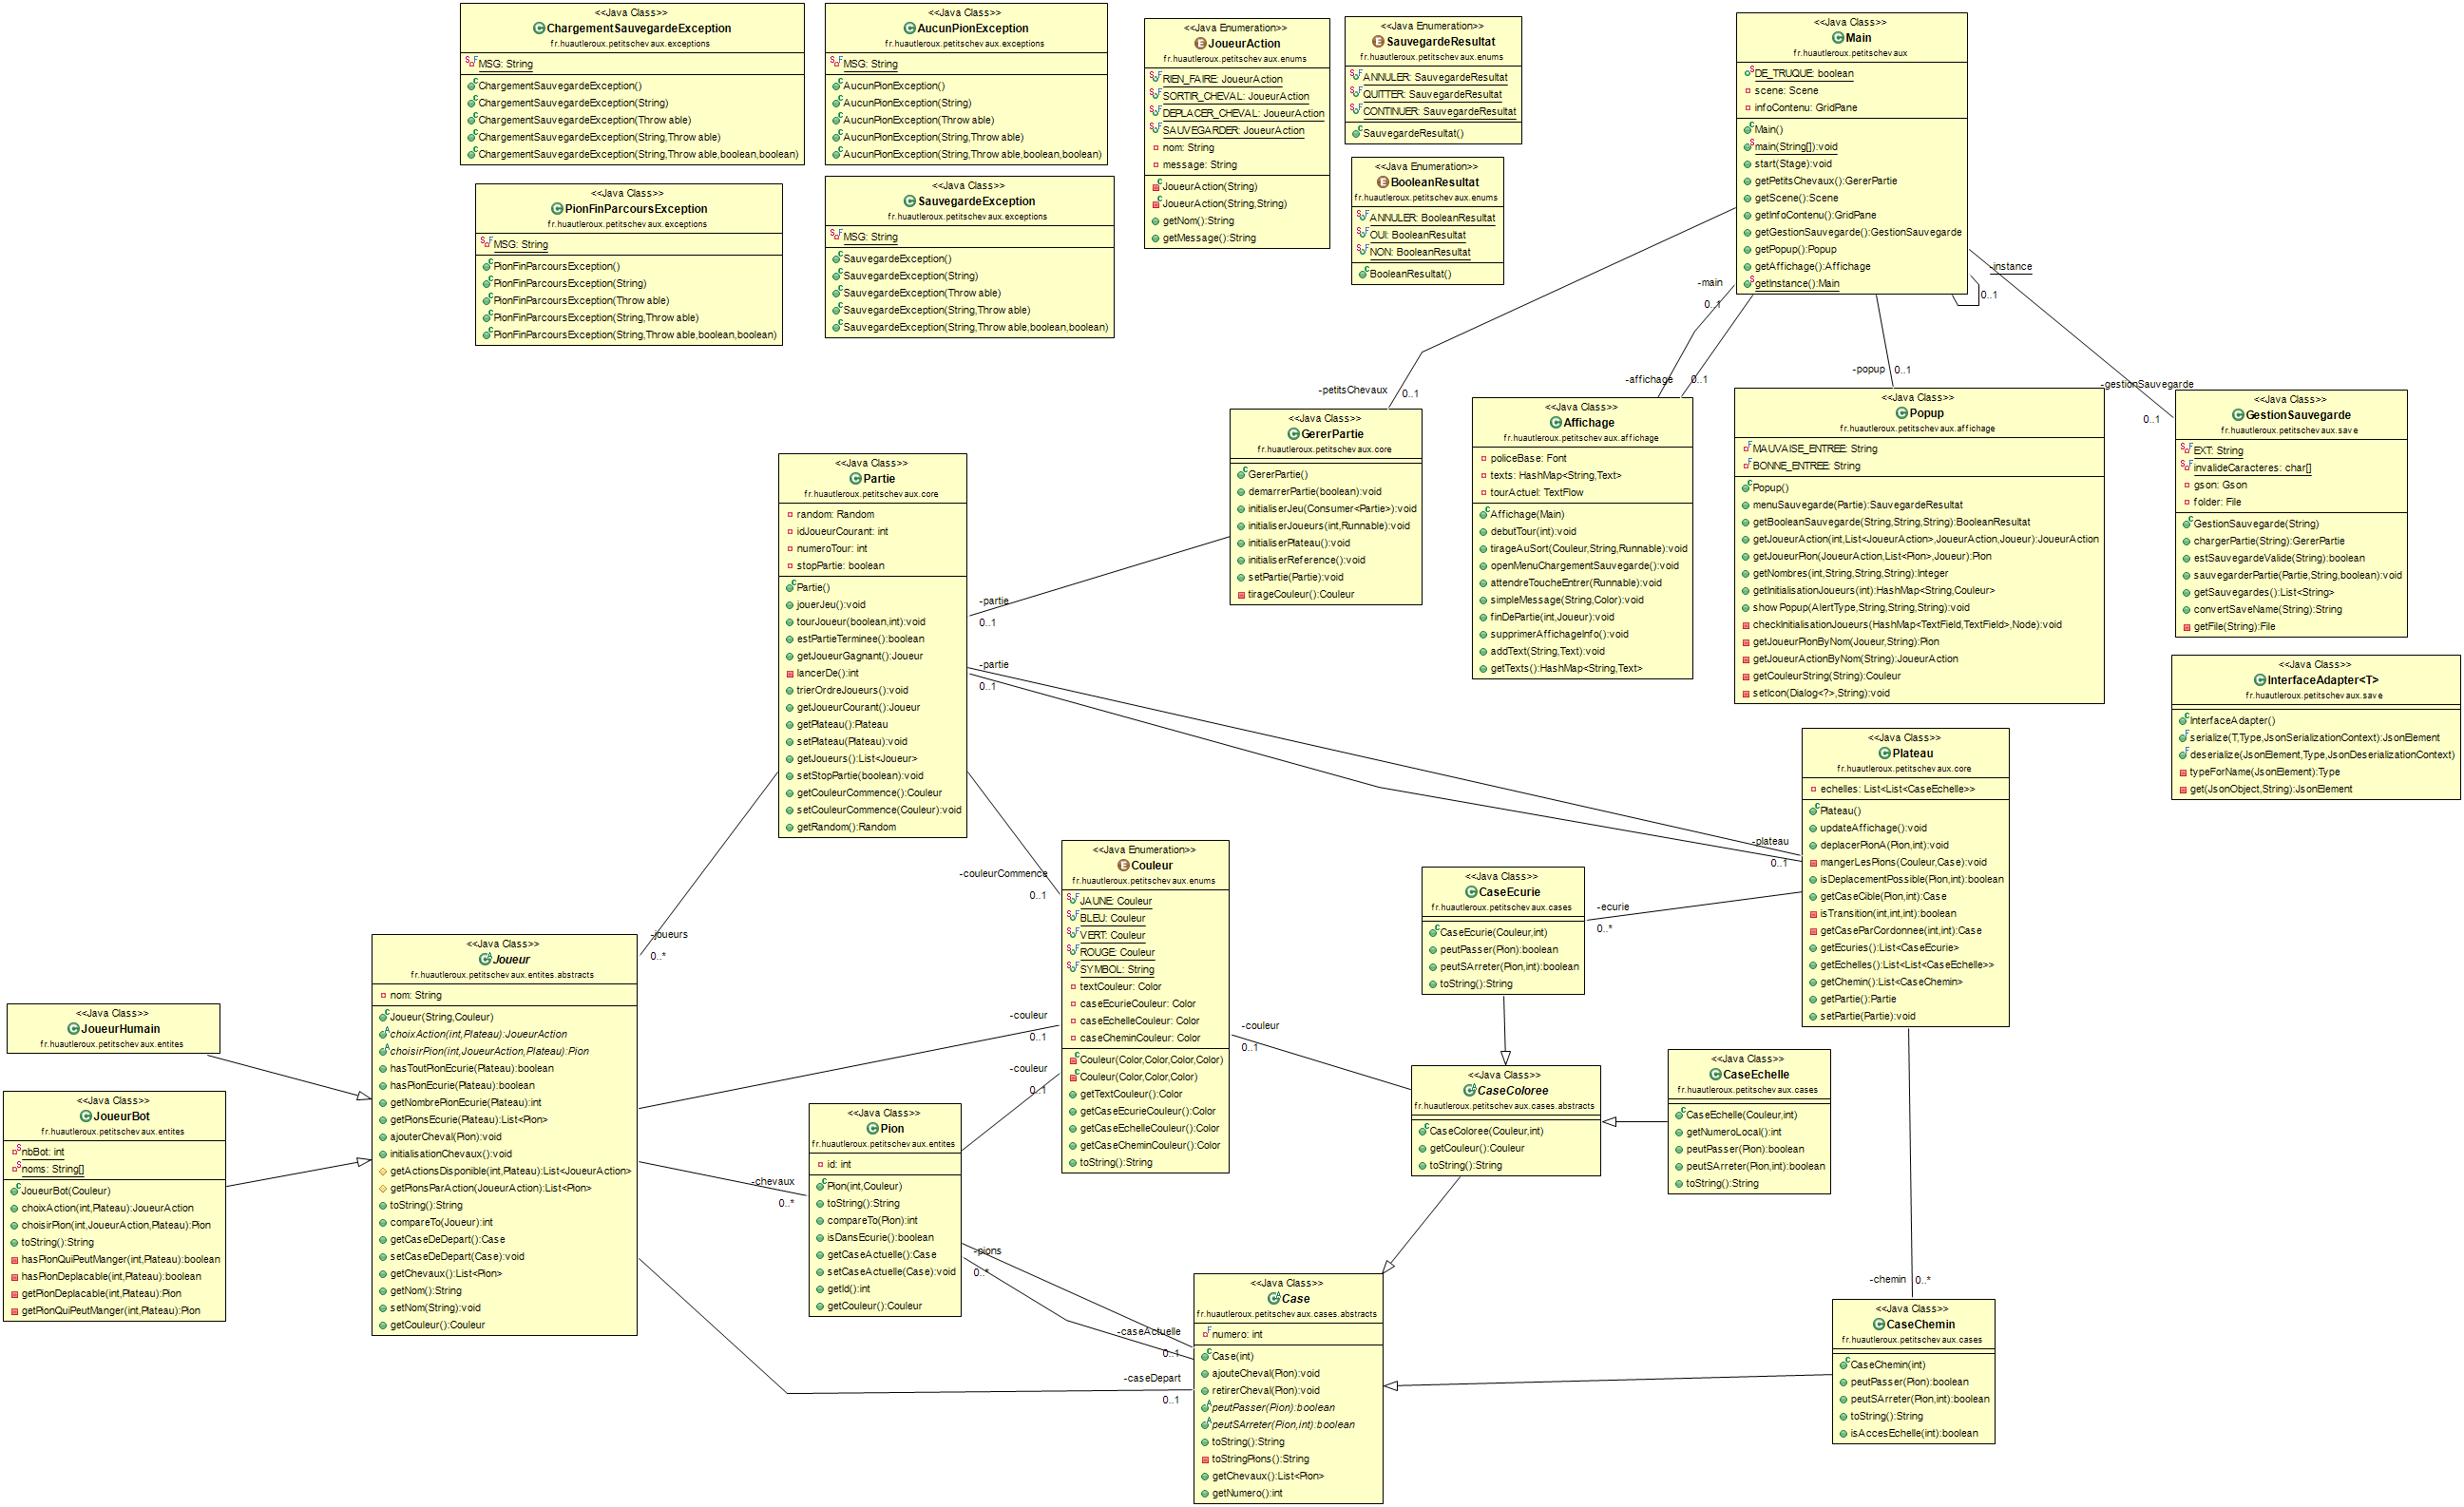 <<Java Class>>
ChargementSauvegardeException
fr.huautleroux.petitschevaux.exceptions
MSG: String
ChargementSauvegardeException()
ChargementSauvegardeException(String)
ChargementSauvegardeException(Throwable)
ChargementSauvegardeException(String,Throwable)
ChargementSauvegardeException(String,Throwable,boolean,boolean)
<<Java Class>>
AucunPionException
fr.huautleroux.petitschevaux.exceptions
MSG: String
AucunPionException()
AucunPionException(String)
AucunPionException(Throwable)
AucunPionException(String,Throwable)
AucunPionException(String,Throwable,boolean,boolean)
<<Java Enumeration>>
JoueurAction
fr.huautleroux.petitschevaux.enums
RIEN_FAIRE: JoueurAction
SORTIR_CHEVAL: JoueurAction
DEPLACER_CHEVAL: JoueurAction
SAUVEGARDER: JoueurAction
nom: String
message: String
JoueurAction(String)
JoueurAction(String,String)
getNom():String
getMessage():String
<<Java Enumeration>>
SauvegardeResultat
fr.huautleroux.petitschevaux.enums
ANNULER: SauvegardeResultat
QUITTER: SauvegardeResultat
CONTINUER: SauvegardeResultat
SauvegardeResultat()
<<Java Class>>
Main
fr.huautleroux.petitschevaux
DE_TRUQUE: boolean
scene: Scene
infoContenu: GridPane
Main()
main(String[]):void
start(Stage):void
getPetitsChevaux():GererPartie
getScene():Scene
getInfoContenu():GridPane
getGestionSauvegarde():GestionSauvegarde
getPopup():Popup
getAffichage():Affichage
getInstance():Main
<<Java Class>>
PionFinParcoursException
fr.huautleroux.petitschevaux.exceptions
MSG: String
PionFinParcoursException()
PionFinParcoursException(String)
PionFinParcoursException(Throwable)
PionFinParcoursException(String,Throwable)
PionFinParcoursException(String,Throwable,boolean,boolean)
<<Java Class>>
SauvegardeException
fr.huautleroux.petitschevaux.exceptions
MSG: String
SauvegardeException()
SauvegardeException(String)
SauvegardeException(Throwable)
SauvegardeException(String,Throwable)
SauvegardeException(String,Throwable,boolean,boolean)
<<Java Enumeration>>
BooleanResultat
fr.huautleroux.petitschevaux.enums
ANNULER: BooleanResultat
OUI: BooleanResultat
NON: BooleanResultat
BooleanResultat()
-instance
0..1
-main
0..1
-petitsChevaux
0..1
-affichage
0..1
-popup
0..1
-gestionSauvegarde
0..1
<<Java Class>>
GererPartie
fr.huautleroux.petitschevaux.core
GererPartie()
demarrerPartie(boolean):void
initialiserJeu(Consumer<Partie>):void
initialiserJoueurs(int,Runnable):void
initialiserPlateau():void
initialiserReference():void
setPartie(Partie):void
tirageCouleur():Couleur
<<Java Class>>
Affichage
fr.huautleroux.petitschevaux.affichage
policeBase: Font
texts: HashMap<String,Text>
tourActuel: TextFlow
Affichage(Main)
debutTour(int):void
tirageAuSort(Couleur,String,Runnable):void
openMenuChargementSauvegarde():void
attendreToucheEntrer(Runnable):void
simpleMessage(String,Color):void
finDePartie(int,Joueur):void
supprimerAffichageInfo():void
addText(String,Text):void
getTexts():HashMap<String,Text>
<<Java Class>>
Popup
fr.huautleroux.petitschevaux.affichage
MAUVAISE_ENTREE: String
BONNE_ENTREE: String
Popup()
menuSauvegarde(Partie):SauvegardeResultat
getBooleanSauvegarde(String,String,String):BooleanResultat
getJoueurAction(int,List<JoueurAction>,JoueurAction,Joueur):JoueurAction
getJoueurPion(JoueurAction,List<Pion>,Joueur):Pion
getNombres(int,String,String,String):Integer
getInitialisationJoueurs(int):HashMap<String,Couleur>
showPopup(AlertType,String,String,String):void
checkInitialisationJoueurs(HashMap<TextField,TextField>,Node):void
getJoueurPionByNom(Joueur,String):Pion
getJoueurActionByNom(String):JoueurAction
getCouleurString(String):Couleur
setIcon(Dialog<?>,String):void
<<Java Class>>
GestionSauvegarde
fr.huautleroux.petitschevaux.save
EXT: String
invalideCaracteres: char[]
gson: Gson
folder: File
GestionSauvegarde(String)
chargerPartie(String):GererPartie
estSauvegardeValide(String):boolean
sauvegarderPartie(Partie,String,boolean):void
getSauvegardes():List<String>
convertSaveName(String):String
getFile(String):File
<<Java Class>>
InterfaceAdapter<T>
fr.huautleroux.petitschevaux.save
InterfaceAdapter()
serialize(T,Type,JsonSerializationContext):JsonElement
deserialize(JsonElement,Type,JsonDeserializationContext)
typeForName(JsonElement):Type
get(JsonObject,String):JsonElement
<<Java Class>>
Partie
fr.huautleroux.petitschevaux.core
random: Random
idJoueurCourant: int
numeroTour: int
stopPartie: boolean
Partie()
jouerJeu():void
tourJoueur(boolean,int):void
estPartieTerminee():boolean
getJoueurGagnant():Joueur
lancerDe():int
trierOrdreJoueurs():void
getJoueurCourant():Joueur
getPlateau():Plateau
setPlateau(Plateau):void
getJoueurs():List<Joueur>
setStopPartie(boolean):void
getCouleurCommence():Couleur
setCouleurCommence(Couleur):void
getRandom():Random
-partie
0..1
-partie
0..1
-plateau
0..1
<<Java Class>>
Plateau
fr.huautleroux.petitschevaux.core
echelles: List<List<CaseEchelle>>
Plateau()
updateAffichage():void
deplacerPionA(Pion,int):void
mangerLesPions(Couleur,Case):void
isDeplacementPossible(Pion,int):boolean
getCaseCible(Pion,int):Case
isTransition(int,int,int):boolean
getCaseParCordonnee(int,int):Case
getEcuries():List<CaseEcurie>
getEchelles():List<List<CaseEchelle>>
getChemin():List<CaseChemin>
getPartie():Partie
setPartie(Partie):void
-couleurCommence
0..1
-joueurs
0..*
<<Java Enumeration>>
Couleur
fr.huautleroux.petitschevaux.enums
JAUNE: Couleur
BLEU: Couleur
VERT: Couleur
ROUGE: Couleur
SYMBOL: String
textCouleur: Color
caseEcurieCouleur: Color
caseEchelleCouleur: Color
caseCheminCouleur: Color
Couleur(Color,Color,Color,Color)
Couleur(Color,Color,Color)
getTextCouleur():Color
getCaseEcurieCouleur():Color
getCaseEchelleCouleur():Color
getCaseCheminCouleur():Color
toString():String
<<Java Class>>
CaseEcurie
fr.huautleroux.petitschevaux.cases
CaseEcurie(Couleur,int)
peutPasser(Pion):boolean
peutSArreter(Pion,int):boolean
toString():String
-ecurie
0..*
<<Java Class>>
Joueur
fr.huautleroux.petitschevaux.entites.abstracts
nom: String
Joueur(String,Couleur)
choixAction(int,Plateau):JoueurAction
choisirPion(int,JoueurAction,Plateau):Pion
hasToutPionEcurie(Plateau):boolean
hasPionEcurie(Plateau):boolean
getNombrePionEcurie(Plateau):int
getPionsEcurie(Plateau):List<Pion>
ajouterCheval(Pion):void
initialisationChevaux():void
getActionsDisponible(int,Plateau):List<JoueurAction>
getPionsParAction(JoueurAction):List<Pion>
toString():String
compareTo(Joueur):int
getCaseDeDepart():Case
setCaseDeDepart(Case):void
getChevaux():List<Pion>
getNom():String
setNom(String):void
getCouleur():Couleur
<<Java Class>>
JoueurHumain
fr.huautleroux.petitschevaux.entites
<<Java Class>>
JoueurBot
fr.huautleroux.petitschevaux.entites
nbBot: int
noms: String[]
JoueurBot(Couleur)
choixAction(int,Plateau):JoueurAction
choisirPion(int,JoueurAction,Plateau):Pion
toString():String
hasPionQuiPeutManger(int,Plateau):boolean
hasPionDeplacable(int,Plateau):boolean
getPionDeplacable(int,Plateau):Pion
getPionQuiPeutManger(int,Plateau):Pion
-couleur
0..1
-couleur
0..1
-couleur
0..1
<<Java Class>>
Pion
fr.huautleroux.petitschevaux.entites
id: int
Pion(int,Couleur)
toString():String
compareTo(Pion):int
isDansEcurie():boolean
getCaseActuelle():Case
setCaseActuelle(Case):void
getId():int
getCouleur():Couleur
-chevaux
0..*
<<Java Class>>
CaseColoree
fr.huautleroux.petitschevaux.cases.abstracts
CaseColoree(Couleur,int)
getCouleur():Couleur
toString():String
<<Java Class>>
CaseEchelle
fr.huautleroux.petitschevaux.cases
CaseEchelle(Couleur,int)
getNumeroLocal():int
peutPasser(Pion):boolean
peutSArreter(Pion,int):boolean
toString():String
-pions
0..*
-caseActuelle
0..1
-caseDepart
0..1
<<Java Class>>
Case
fr.huautleroux.petitschevaux.cases.abstracts
numero: int
Case(int)
ajouteCheval(Pion):void
retirerCheval(Pion):void
peutPasser(Pion):boolean
peutSArreter(Pion,int):boolean
toString():String
toStringPions():String
getChevaux():List<Pion>
getNumero():int
-chemin
0..*
<<Java Class>>
CaseChemin
fr.huautleroux.petitschevaux.cases
CaseChemin(int)
peutPasser(Pion):boolean
peutSArreter(Pion,int):boolean
toString():String
isAccesEchelle(int):boolean